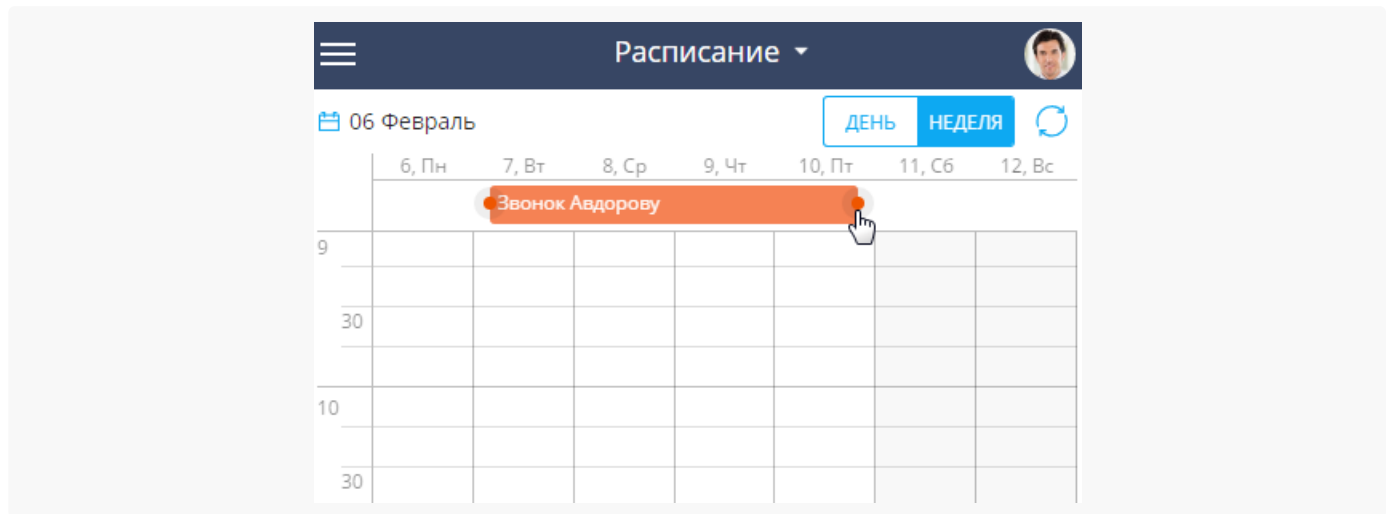 Расписание
06 Февраль
ДЕНЬ НЕДЕЛЯ
6, Пн 7, Вт 8, Ср 9, Чт 10, Пт 11, Сб 12, Вс
Звонок Авдорову
9
30
10
30